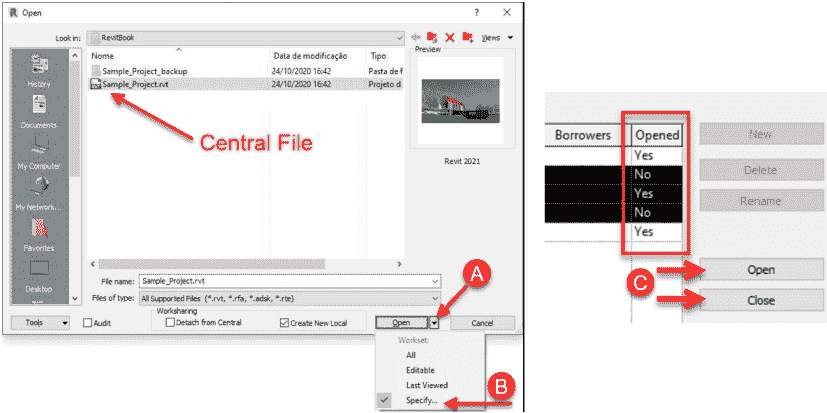 Open
?
Look in:
RevitBook
Views
Nome
Data de modificação
Tipo
Preview
Sample_Project_backup
24/10/2020 16:42
Pasta de f
Sample_Project.rvt
24/10/2020 16:42
Projeto d
Central File
Revit 2021
History
Documents
My Computer
My Network...
Favorites
Desktop
File name:
Sample_Project.rvt
Files of type:
All Supported Files (*.rvt, *.rfa, *.adsk, *.rte)
A
Worksharing
Tools
Audit
Detach from Central
Create New Local
Open
Cancel
Workset:
All
Editable
Last Viewed
Specify...
B
Borrowers
Opened
Yes
No
Yes
No
Yes
New
Delete
Rename
C
Open
Close